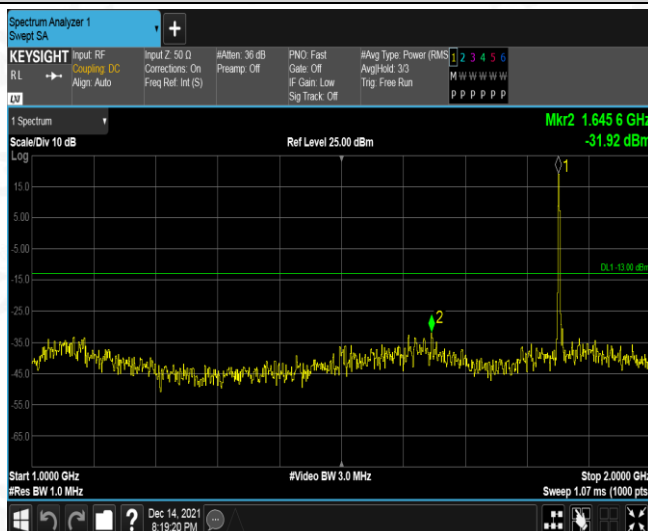 Spectrum Analyzer 1
Swept SA
+
KEYSIGHT
RL
LXI
Input: RF
Coupling: DC
Align: Auto
Input Z: 50 Ω
Corrections: On
Freq Ref: Int (S)
#Atten: 36 dB
Preamp: Off
PNO: Fast
Gate: Off
IF Gain: Low
Sig Track: Off
#Avg Type: Power (RMS
Avg|Hold: 3/3
Trig: Free Run
1 2 3 4 5 6
M W W W W W
P P P P P P
1 Spectrum
Mkr2 1.645 6 GHz
Scale/Div 10 dB
Ref Level 25.00 dBm
-31.92 dBm
Log
1
15.0
5.00
-5.00
DL1 -13.00 dBm
-15.0
-25.0
2
-35.0
-45.0
-55.0
-65.0
Start 1.0000 GHz
#Video BW 3.0 MHz
Stop 2.0000 GHz
#Res BW 1.0 MHz
Sweep 1.07 ms (1000 pts
?
Dec 14, 2021
8:19:20 PM